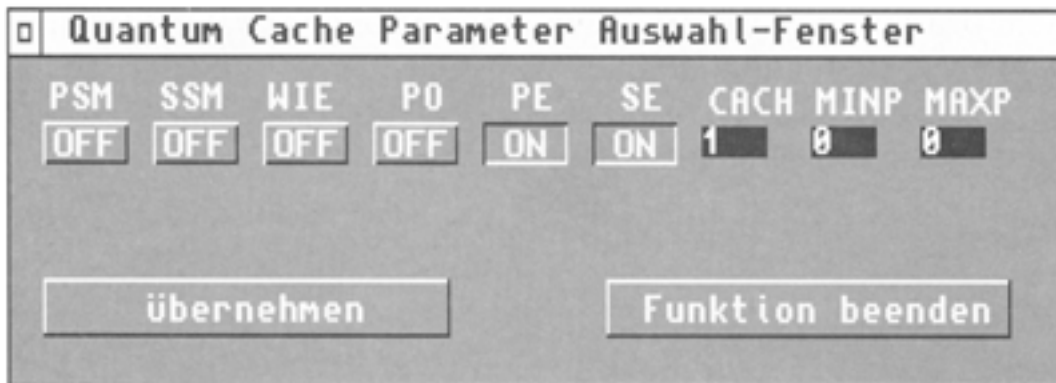 Quantum Cache Parameter Auswahl-Fenster
PSM SSM WIE PO PE SE CACH MINP MAXP
OFF OFF OFF OFF ON ON 1 0 0
übernehmen Funktion beenden